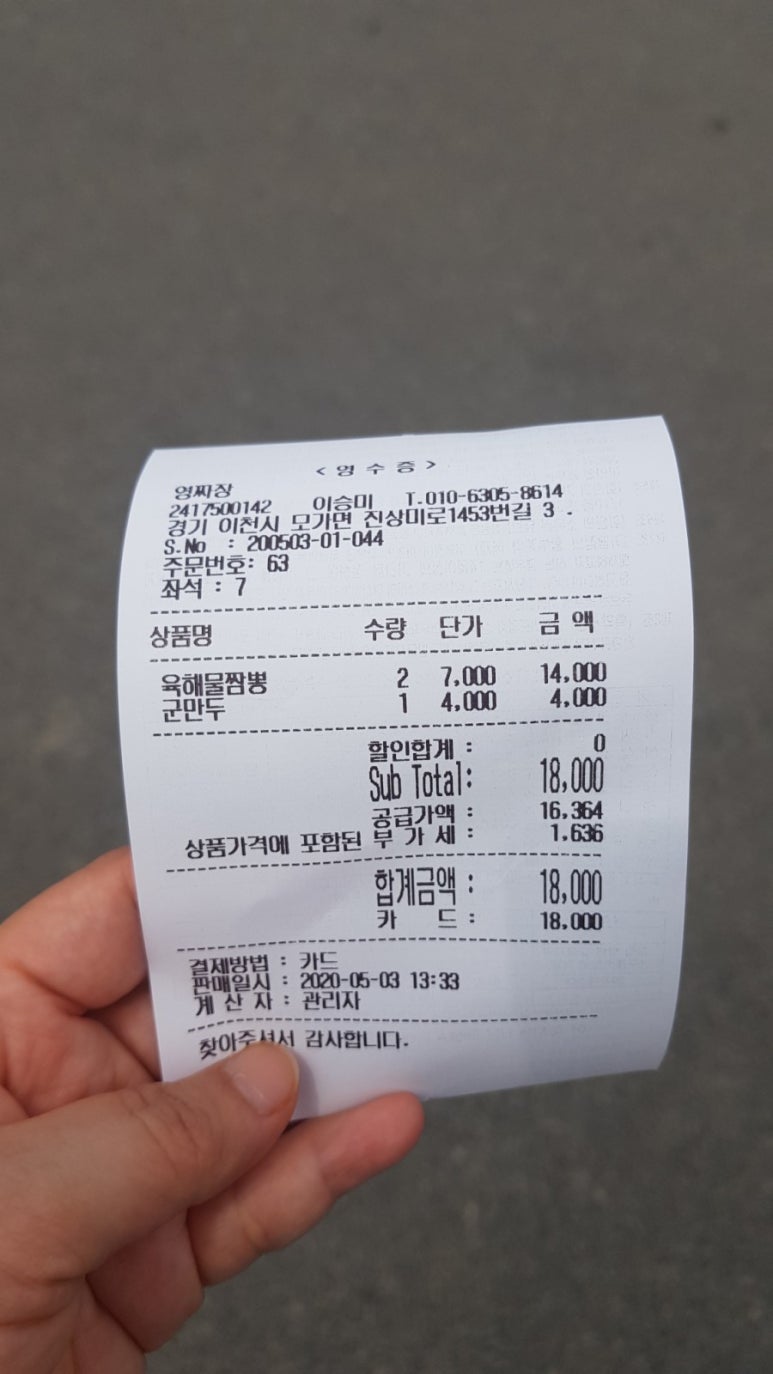 < 영 수 증 >
영짜장
2417500142 이승미 T.010-6305-8614
경기 이천시 모가면 진상미로1453번길 3 .
S.No : 200503-01-044
주문번호: 63
좌석 : 7
상품명 수량 단가 금 액
육해물짬뽕 2 7,000 14,000
군만두 1 4,000 4,000
할인합계 : 0
Sub Total: 18,000
공급가액 : 16,364
상품가격에 포함된 부 가 세 : 1,636
합계금액 : 18,000
카 드 : 18,000
결제방법 : 카드
판매일시 : 2020-05-03 13:33
계 산 자 : 관리자
찾아주셔서 감사합니다.